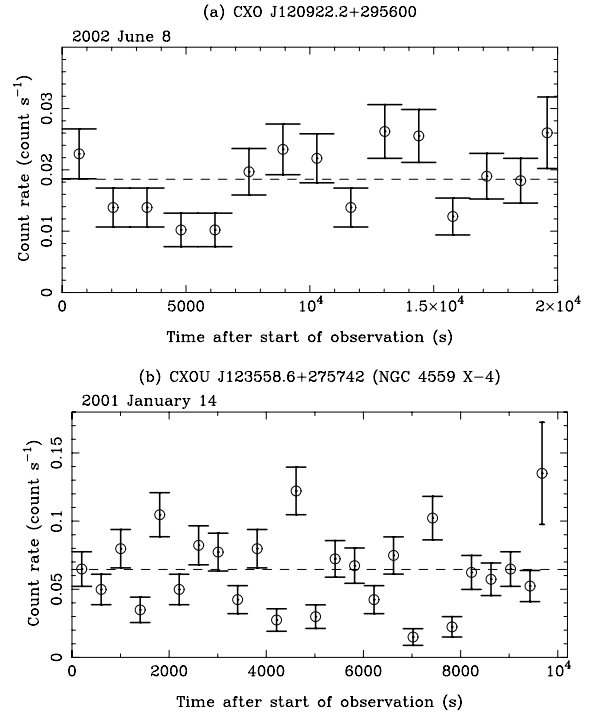 (a) CXO J120922.2+295600
2002 June 8
Count rate (count s⁻¹)
0 0.01 0.02 0.03
0 5000 10⁴ 1.5×10⁴ 2×10⁴
Time after start of observation (s)
(b) CXOU J123558.6+275742 (NGC 4559 X−4)
2001 January 14
Count rate (count s⁻¹)
0 0.05 0.1 0.15
0 2000 4000 6000 8000 10⁴
Time after start of observation (s)